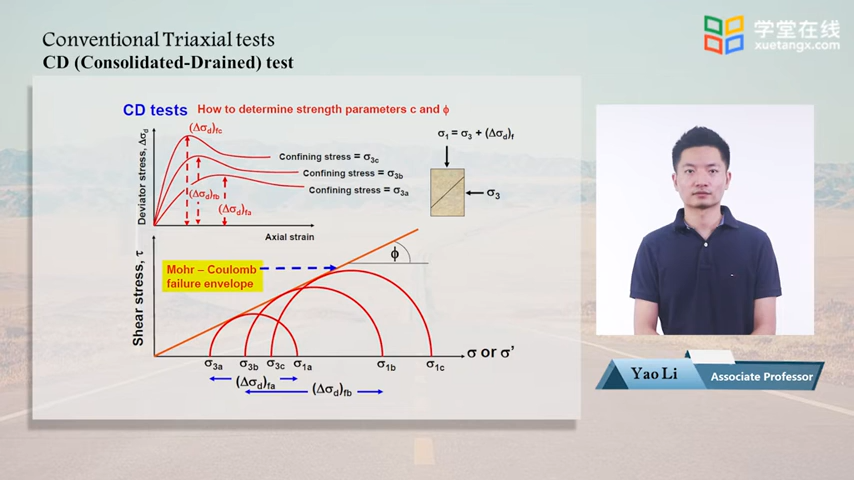 Conventional Triaxial tests
CD (Consolidated-Drained) test
学堂在线
xuetangx.com
CD tests
How to determine strength parameters c and ϕ
Deviator stress, Δσd
(Δσd)fc
(Δσd)fb
(Δσd)fa
Confining stress = σ3c
Confining stress = σ3b
Confining stress = σ3a
Axial strain
σ1 = σ3 + (Δσd)f
σ3
Shear stress, τ
Mohr – Coulomb
failure envelope
ϕ
σ or σ'
σ3a σ3b σ3c σ1a σ1b σ1c
(Δσd)fa
(Δσd)fb
Yao Li
Associate Professor